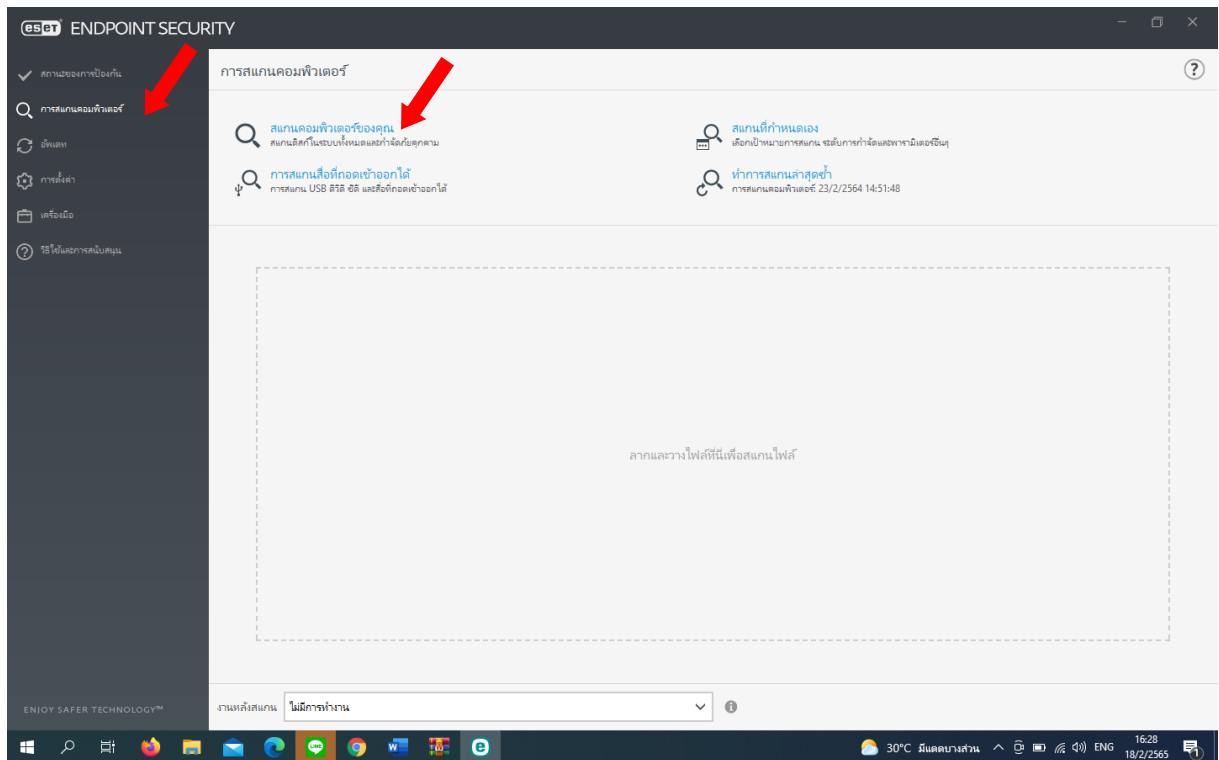 eset ENDPOINT SECURITY
สถานะของการป้องกัน
การสแกนคอมพิวเตอร์
อัพเดท
การตั้งค่า
เครื่องมือ
วิธีใช้และการสนับสนุน
ENJOY SAFER TECHNOLOGY™
การสแกนคอมพิวเตอร์
?
สแกนคอมพิวเตอร์ของคุณ
สแกนดิสก์ในระบบทั้งหมดและกำจัดภัยคุกคาม
สแกนที่กำหนดเอง
เลือกเป้าหมายการสแกน ระดับการกำจัดและพารามิเตอร์อื่นๆ
การสแกนสื่อที่ถอดเข้าออกได้
การสแกน USB ดีวีดี ซีดี และสื่อที่ถอดเข้าออกได้
ทำการสแกนล่าสุดซ้ำ
การสแกนคอมพิวเตอร์: 23/2/2564 14:51:48
ลากและวางไฟล์ที่นี่เพื่อสแกนไฟล์
งานหลังสแกน ไม่มีการทำงาน
30°C มีแดดบางส่วน ENG 16:28
18/2/2565